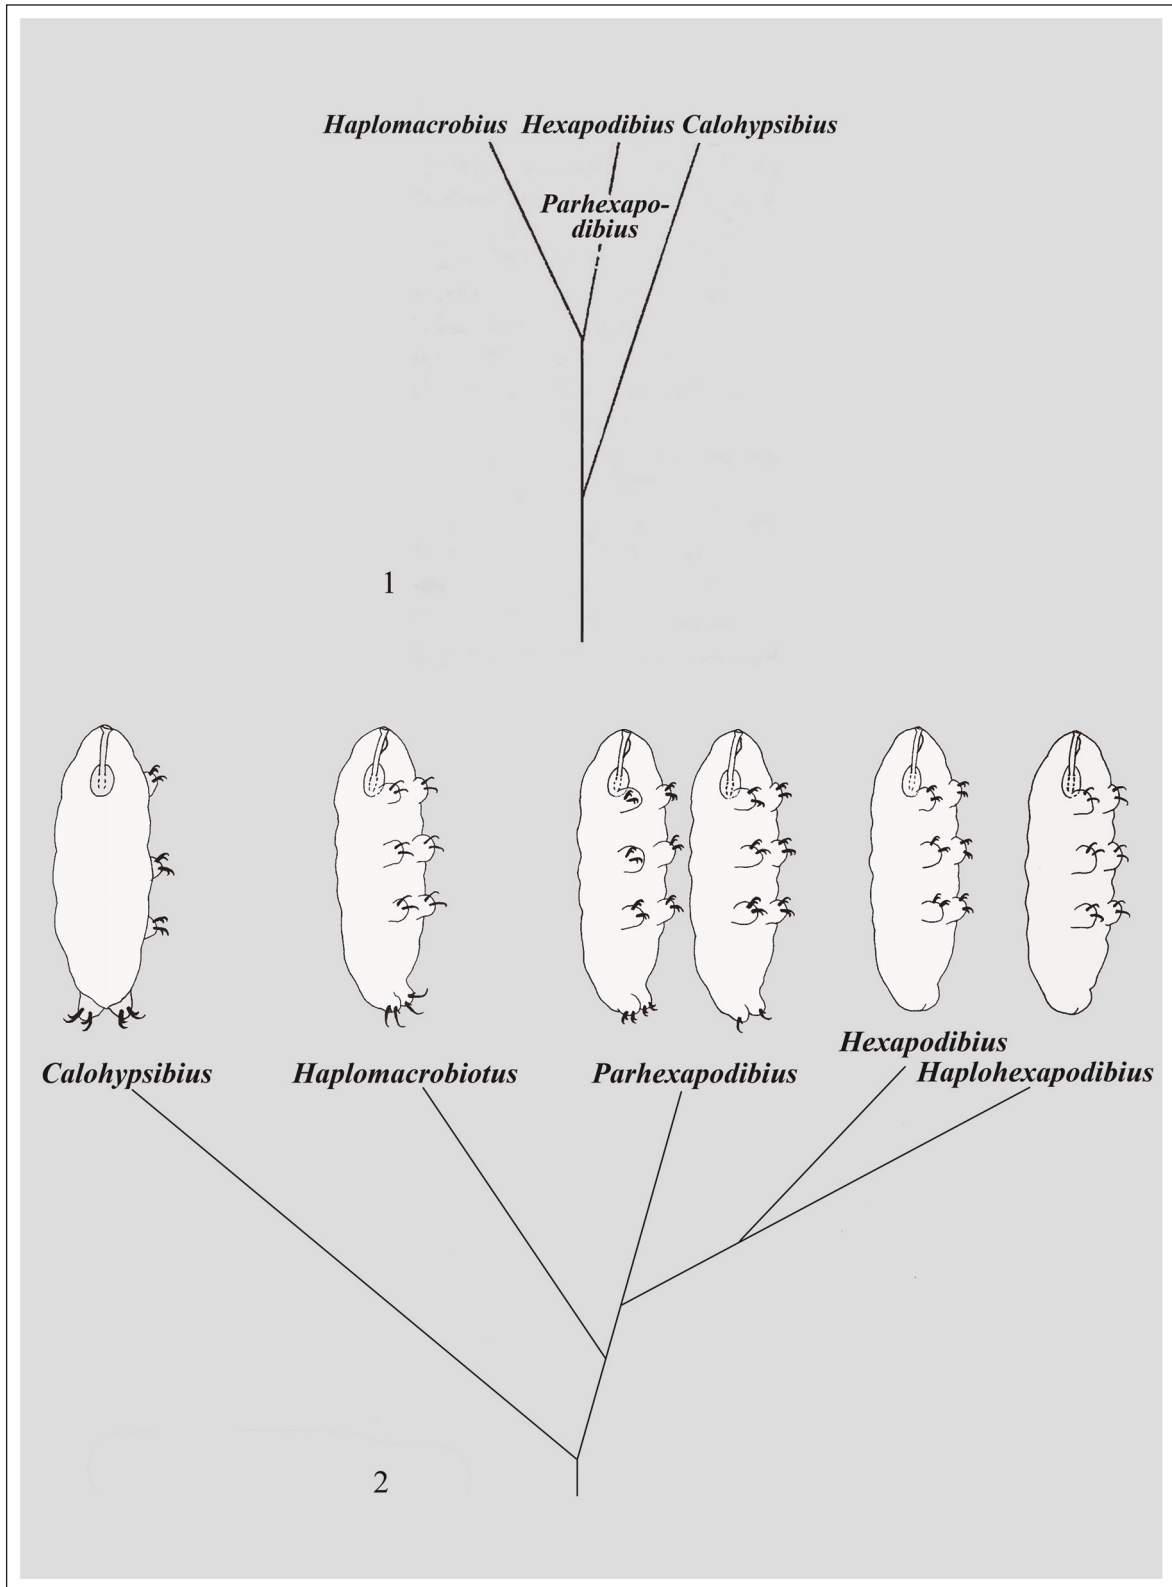 Haplomacrobius Hexapodibius Calohypsibius
Parhexapo-
dibius
1
Hexapodibius
Calohypsibius Haplomacrobiotus Parhexapodibius Haplohexapodibius
2